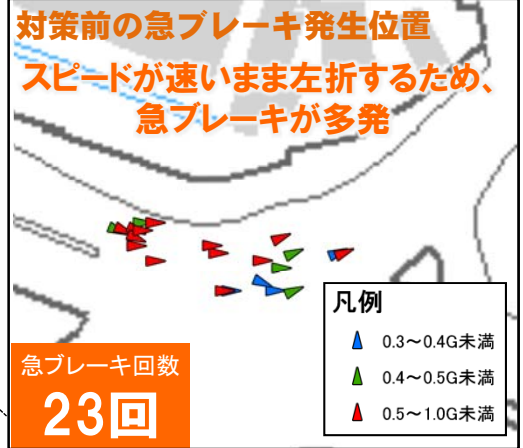 対策前の急ブレーキ発生位置
スピードが速いまま左折するため、
急ブレーキが多発
凡例
0.3～0.4G未満
0.4～0.5G未満
0.5～1.0G未満
急ブレーキ回数
23回